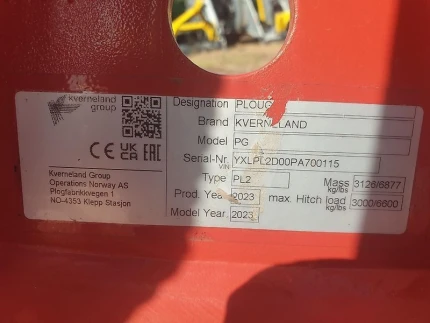 kverneland
group
CE UK CA EAC
Kverneland Group
Operations Norway AS
Plogfabrikkvegen 1
NO-4353 Klepp Stasjon
Designation PLOUG
Brand KVERNELAND
Model PG
Serial-Nr. VIN YXLPL2D00PA700115
Type PL2 Mass kg/lbs 3126/6877
Prod. Year 2023 max. Hitch load kg/lbs 3000/6600
Model Year 2023